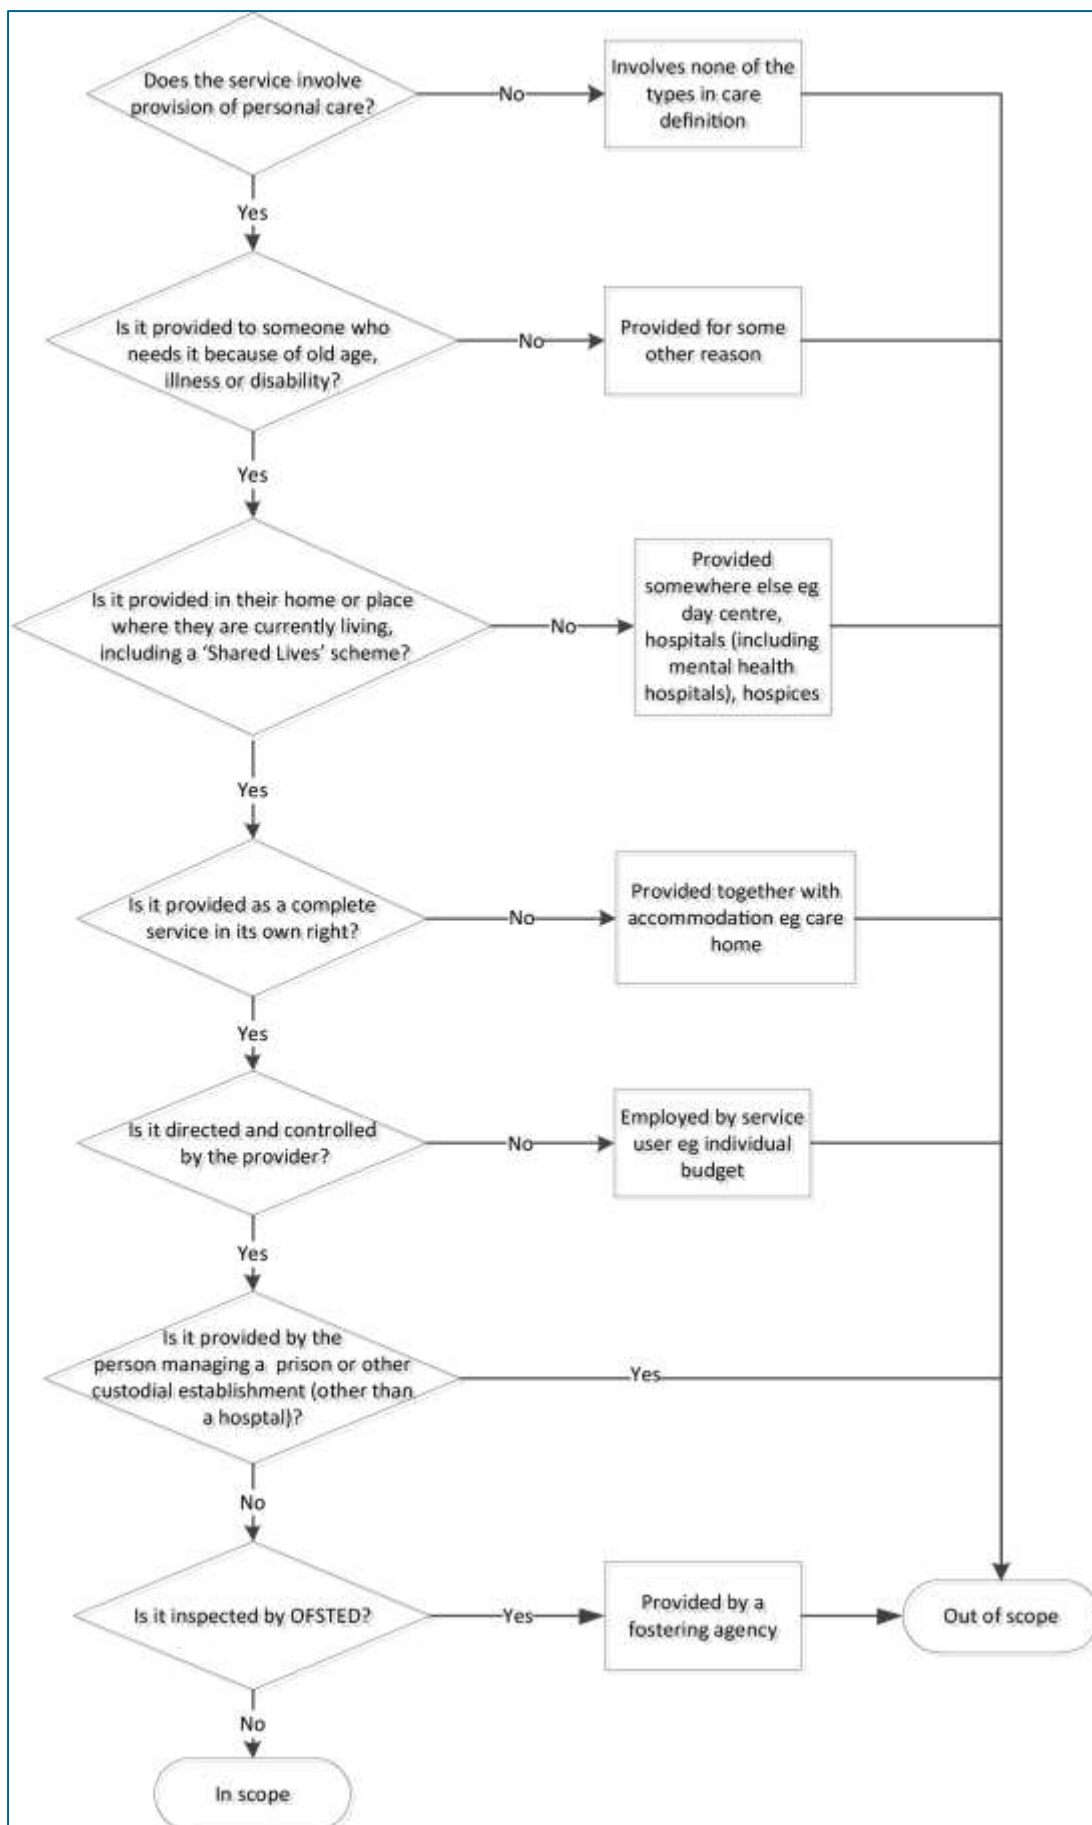 Does the service involve
provision of personal care?
No
Involves none of the
types in care
definition
Yes
Is it provided to someone who
needs it because of old age,
illness or disability?
No
Provided for some
other reason
Yes
Is it provided in their home or place
where they are currently living,
including a ‘Shared Lives’ scheme?
No
Provided
somewhere else eg
day centre,
hospitals (including
mental health
hospitals), hospices
Yes
Is it provided as a complete
service in its own right?
No
Provided together with
accommodation eg care
home
Yes
Is it directed and controlled
by the provider?
No
Employed by service
user eg individual
budget
Yes
Is it provided by the
person managing a prison or other
custodial establishment (other than
a hosptal)?
Yes
No
Is it inspected by OFSTED?
Yes
Provided by a
fostering agency
Out of scope
No
In scope